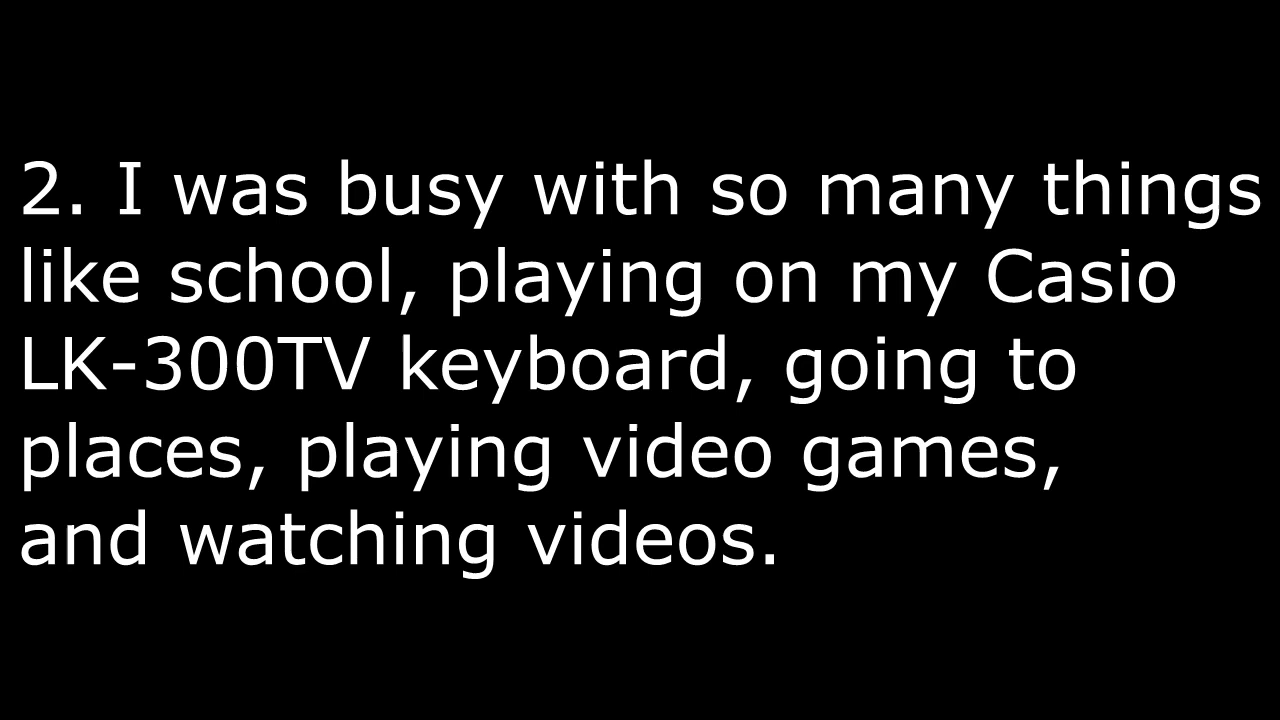 2. I was busy with so many things
like school, playing on my Casio
LK-300TV keyboard, going to
places, playing video games,
and watching videos.